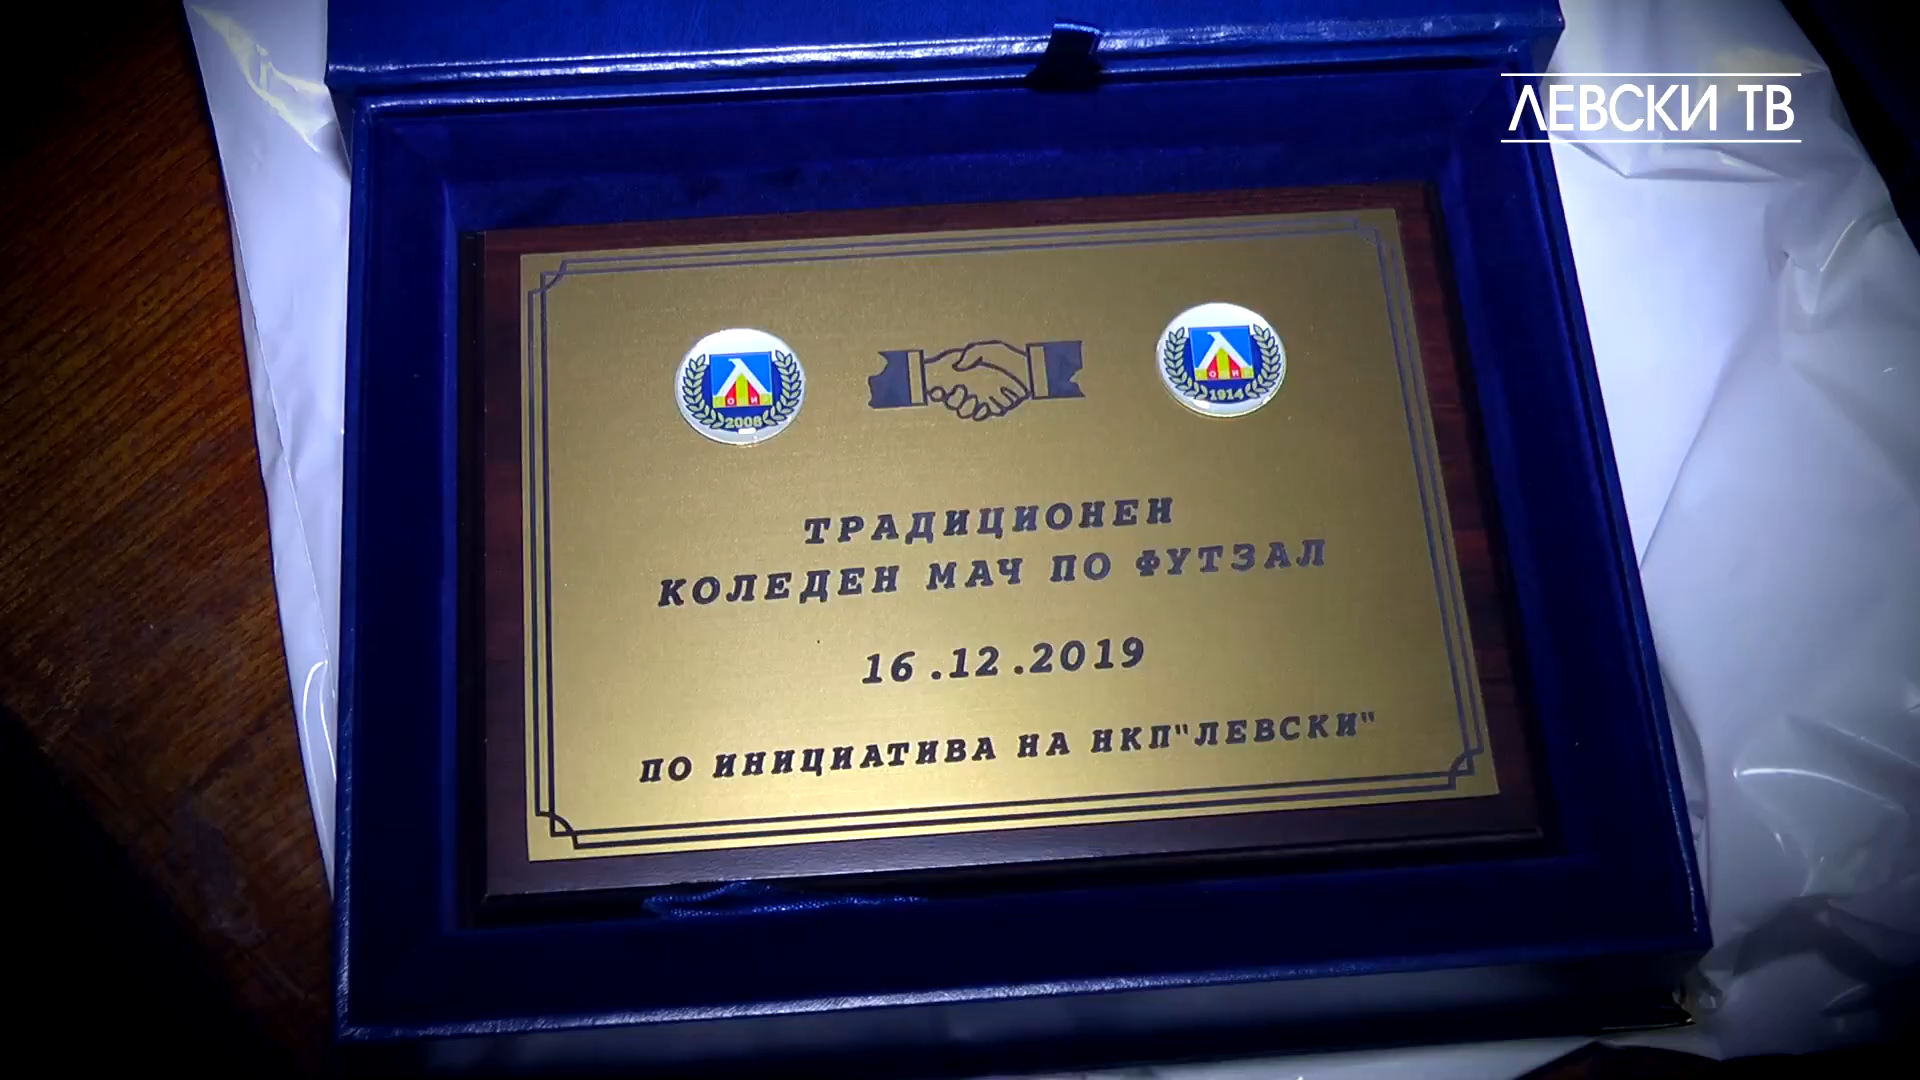 ЛЕВСКИ ТВ
2008
1914
ТРАДИЦИОНЕН
КОЛЕДЕН МАЧ ПО ФУТЗАЛ
16.12.2019
ПО ИНИЦИАТИВА НА НКП"ЛЕВСКИ"